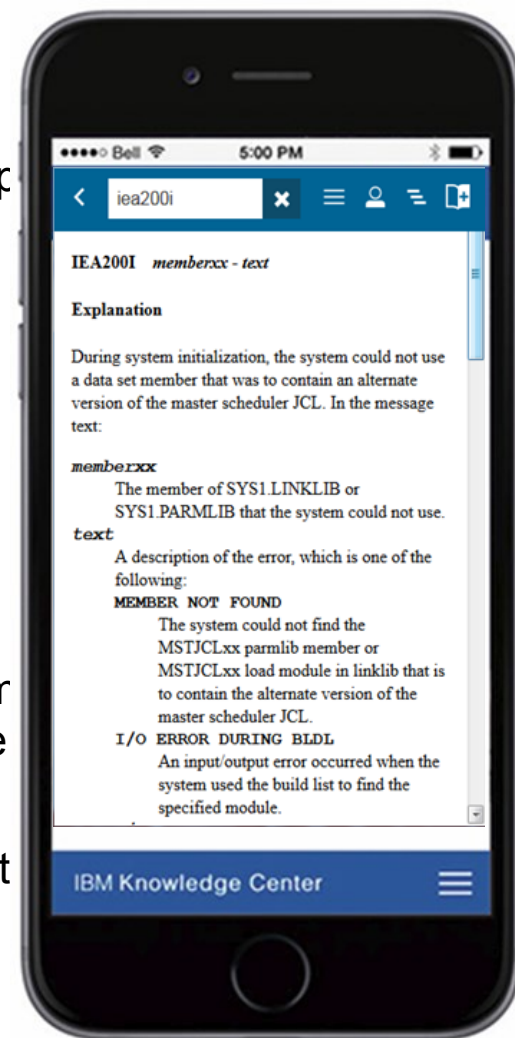 Bell 5:00 PM
iea200i
IEA200I memberxx - text
Explanation
During system initialization, the system could not use
a data set member that was to contain an alternate
version of the master scheduler JCL. In the message
text:
memberxx
The member of SYS1.LINKLIB or
SYS1.PARMLIB that the system could not use.
text
A description of the error, which is one of the
following:
MEMBER NOT FOUND
The system could not find the
MSTJCLxx parmlib member or
MSTJCLxx load module in linklib that is
to contain the alternate version of the
master scheduler JCL.
I/O ERROR DURING BLDL
An input/output error occurred when the
system used the build list to find the
specified module.
IBM Knowledge Center